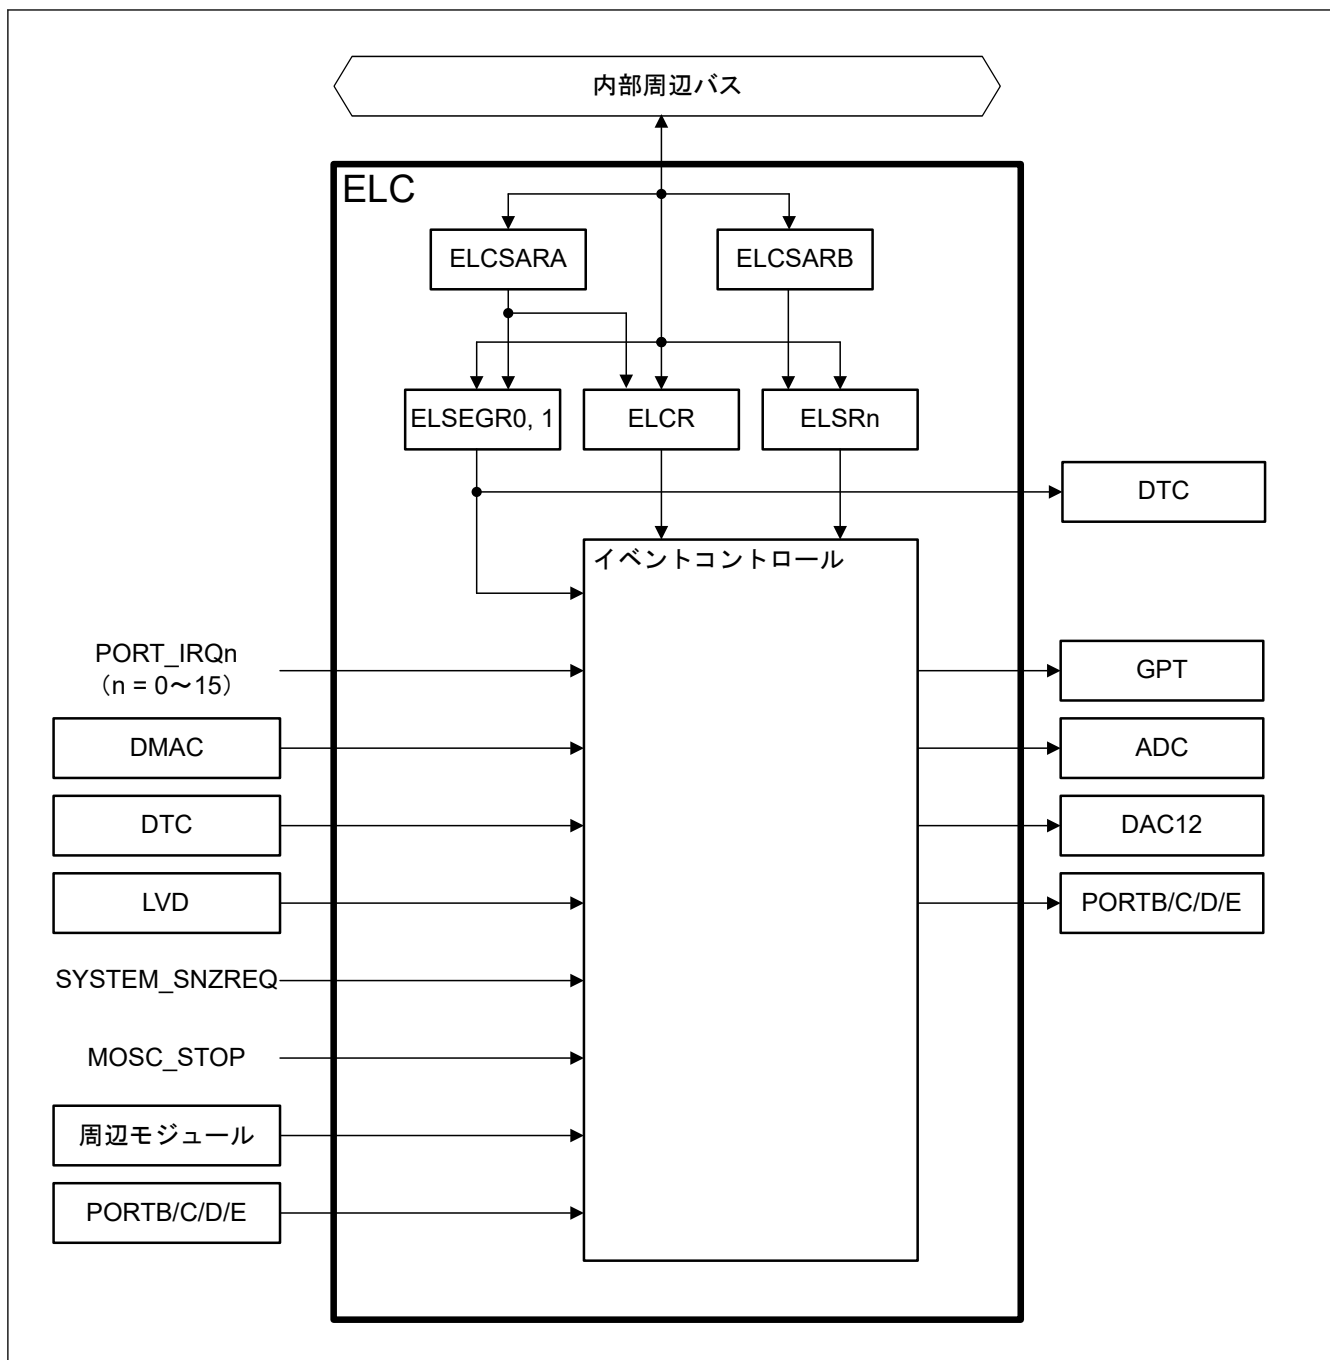 内部周辺バス
ELC
ELCSARA
ELCSARB
ELSEGR0, 1
ELCR
ELSRn
DTC
イベントコントロール
PORT_IRQn
（n = 0～15）
GPT
DMAC
ADC
DTC
DAC12
LVD
PORTB/C/D/E
SYSTEM_SNZREQ
MOSC_STOP
周辺モジュール
PORTB/C/D/E